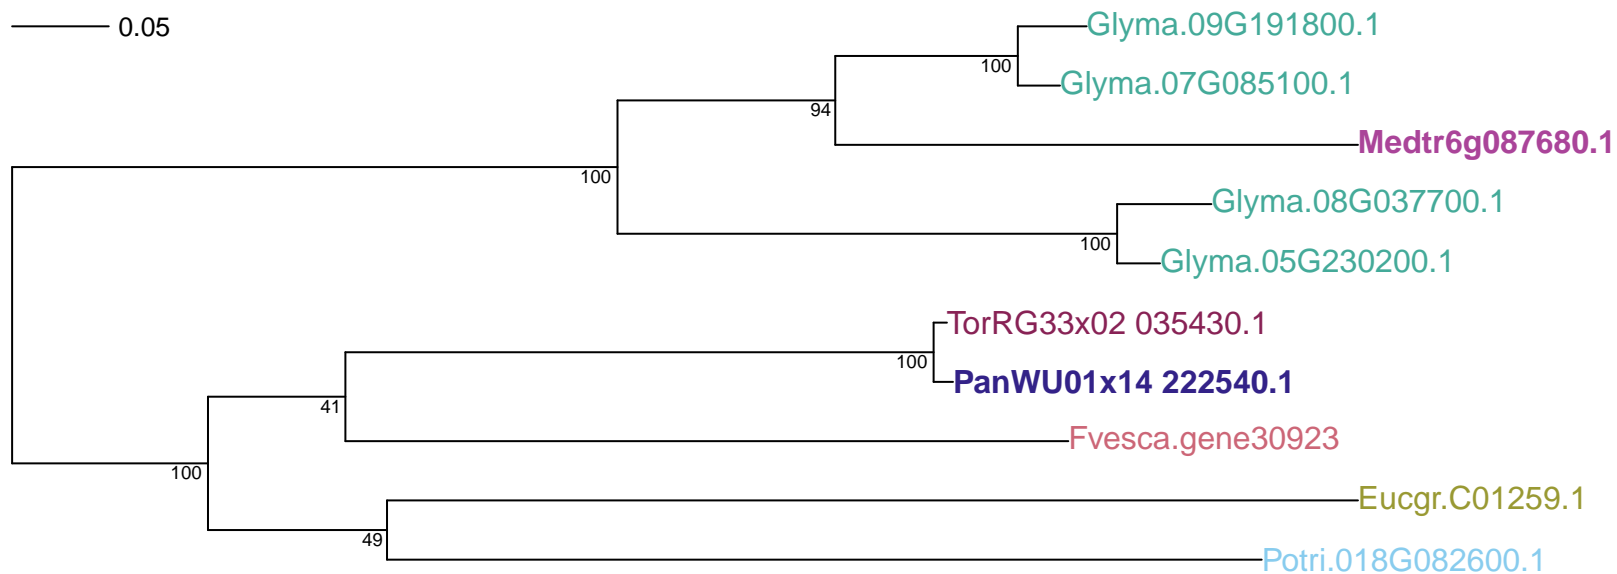 0.05
Glyma.09G191800.1
100
Glyma.07G085100.1
94
Medtr6g087680.1
100
Glyma.08G037700.1
100
Glyma.05G230200.1
TorRG33x02 035430.1
100
PanWU01x14 222540.1
41
Fvesca.gene30923
100
Eucgr.C01259.1
49
Potri.018G082600.1